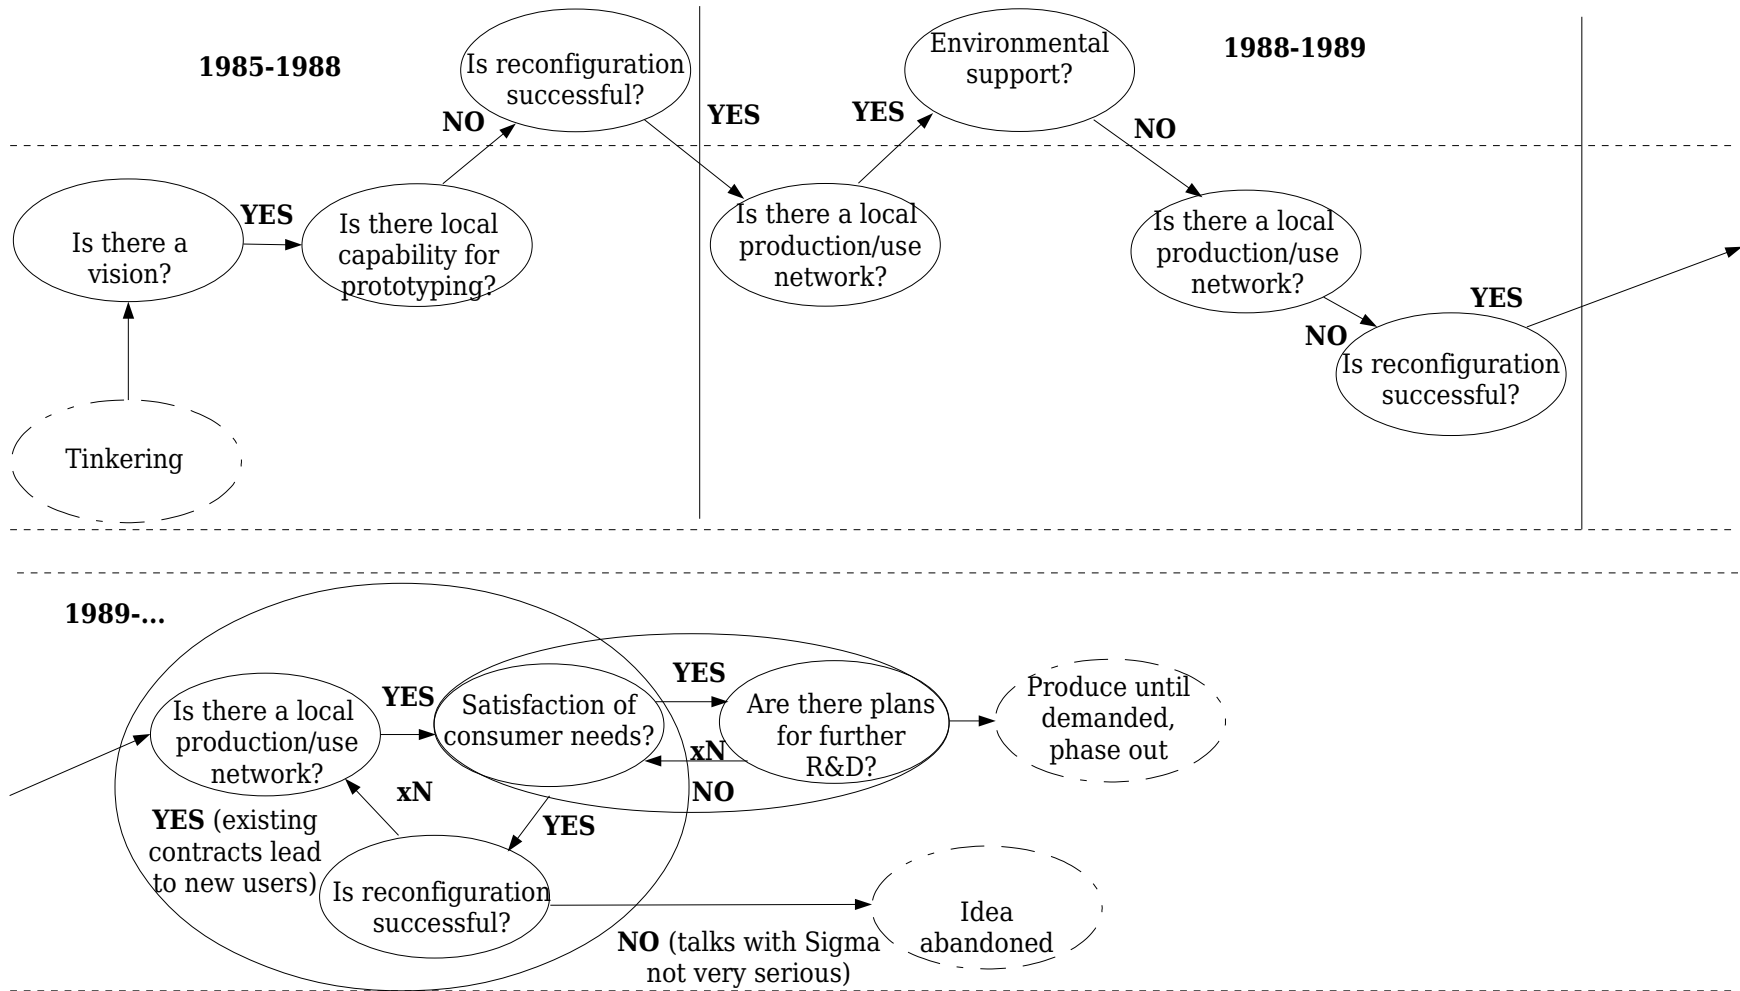 1985-1988
Is reconfiguration
successful?
Environmental
support?
1988-1989
NO
YES
YES
NO
Is there a
vision?
YES
Is there local
capability for
prototyping?
Is there a local
production/use
network?
Is there a local
production/use
network?
YES
NO
Is reconfiguration
successful?
Tinkering
1989-...
Is there a local
production/use
network?
YES
Satisfaction of
consumer needs?
YES
xN
NO
Are there plans
for further
R&D?
Produce until
demanded,
phase out
xN
YES (existing
contracts lead
to new users)
YES
Is reconfiguration
successful?
NO (talks with Sigma
not very serious)
Idea
abandoned